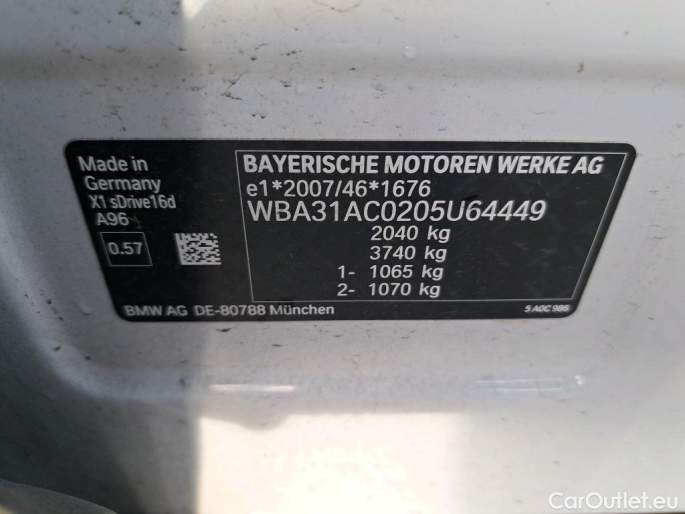 Made in
Germany
X1 sDrive16d
A96
0.57
BAYERISCHE MOTOREN WERKE AG
e1*2007/46*1676
WBA31AC0205U64449
2040 kg
3740 kg
1- 1065 kg
2- 1070 kg
BMW AG DE-80788 München
5 A0C 986
CarOutlet.eu